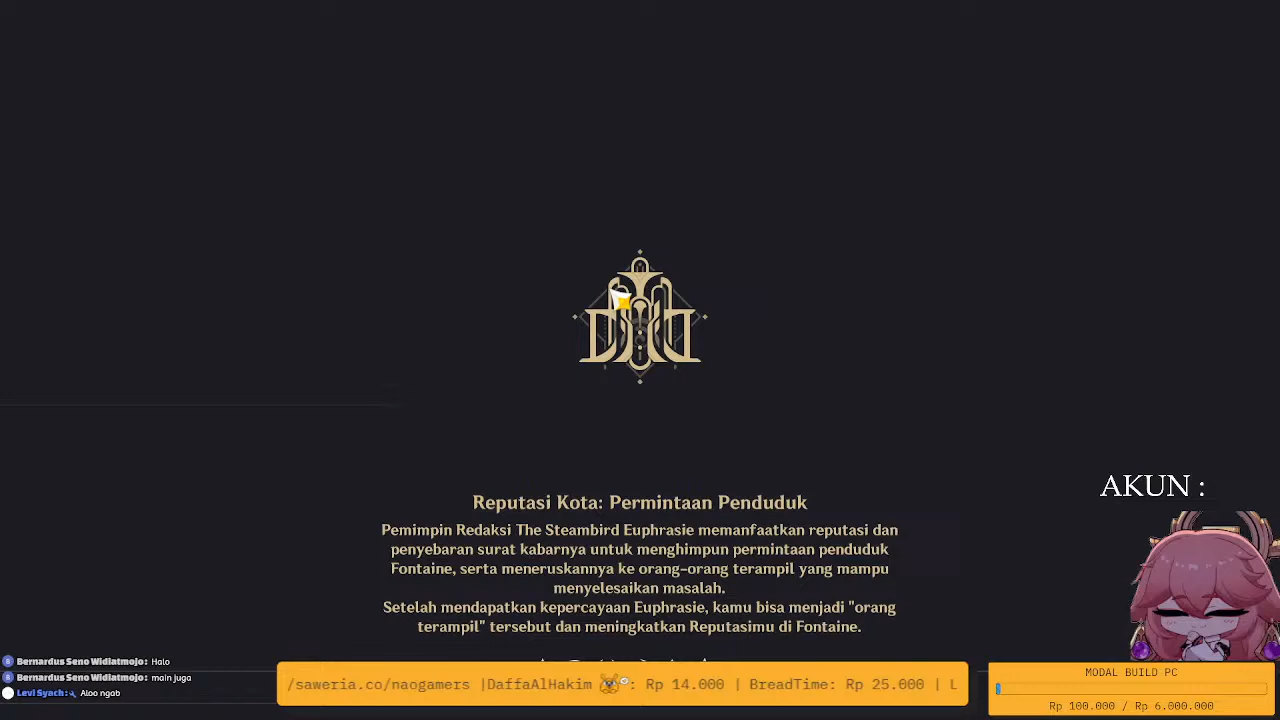 Reputasi Kota: Permintaan Penduduk
Pemimpin Redaksi The Steambird Euphrasie memanfaatkan reputasi dan
penyebaran surat kabarnya untuk menghimpun permintaan penduduk
Fontaine, serta meneruskannya ke orang-orang terampil yang mampu
menyelesaikan masalah.
Setelah mendapatkan kepercayaan Euphrasie, kamu bisa menjadi "orang
terampil" tersebut dan meningkatkan Reputasimu di Fontaine.
AKUN :
Bernardus Seno Widiatmojo: Halo
Bernardus Seno Widiatmojo: main juga
Levi Syach: Aloo ngab
/saweria.co/naogamers |DaffaAlHakim : Rp 14.000 | BreadTime: Rp 25.000 | L
MODAL BUILD PC
Rp 100.000 / Rp 6.000.000